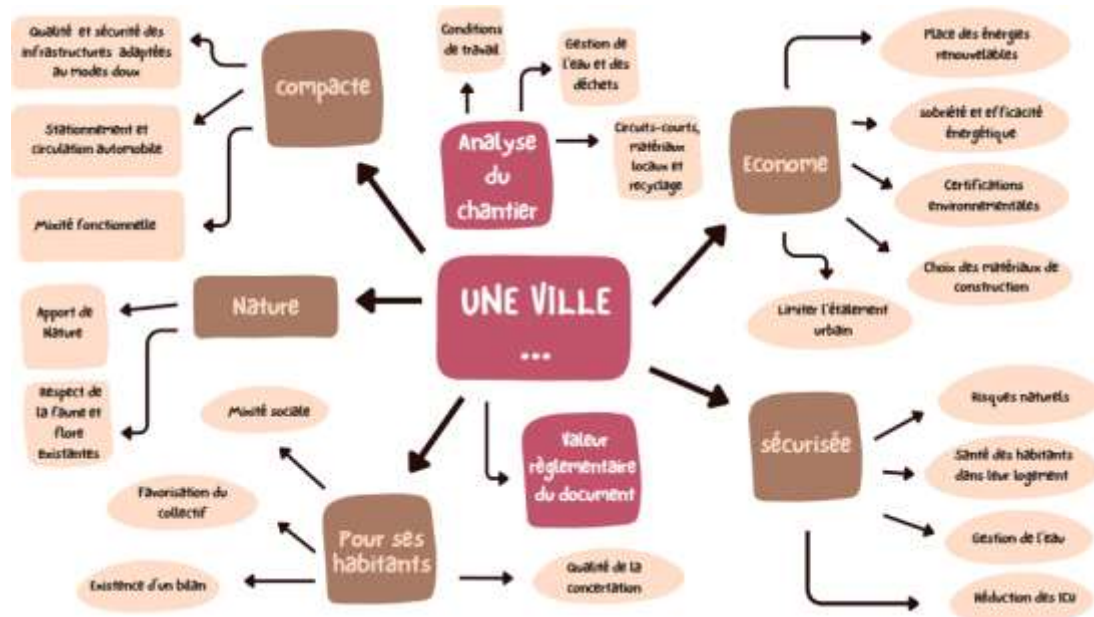 Qualité et sécurité des
infrastructures adaptées
au modes doux
Stationnement et
circulation automobile
Mixité fonctionnelle
compacte
Conditions
de travail
Gestion de
l'eau et des
déchets
Circuits-courts,
matériaux
locaux et
recyclage
Analyse
du
chantier
Place des énergies
renouvelables
sobriété et efficacité
énergétique
Certifications
environnementales
Choix des matériaux de
construction
Limiter l'étalement
urbain
Econome
UNE VILLE
...
Nature
Apport de
Nature
Respect de
la faune et
flore
existantes
Mixité sociale
Favorisation du
collectif
Existence d'un bilan
Pour ses
habitants
Qualité de la
concertation
Valeur
règlementaire
du document
sécurisée
Risques naturels
Santé des habitants
dans leur logement
Gestion de l'eau
Réduction des ICU